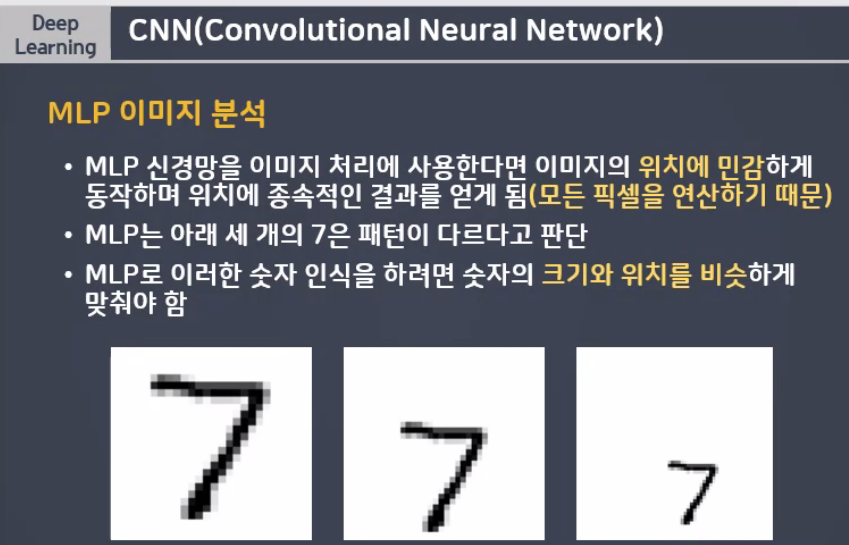 Deep
Learning
CNN(Convolutional Neural Network)
MLP 이미지 분석
• MLP 신경망을 이미지 처리에 사용한다면 이미지의 위치에 민감하게
동작하며 위치에 종속적인 결과를 얻게 됨(모든 픽셀을 연산하기 때문)
• MLP는 아래 세 개의 7은 패턴이 다르다고 판단
• MLP로 이러한 숫자 인식을 하려면 숫자의 크기와 위치를 비슷하게
맞춰야 함
7 7 7